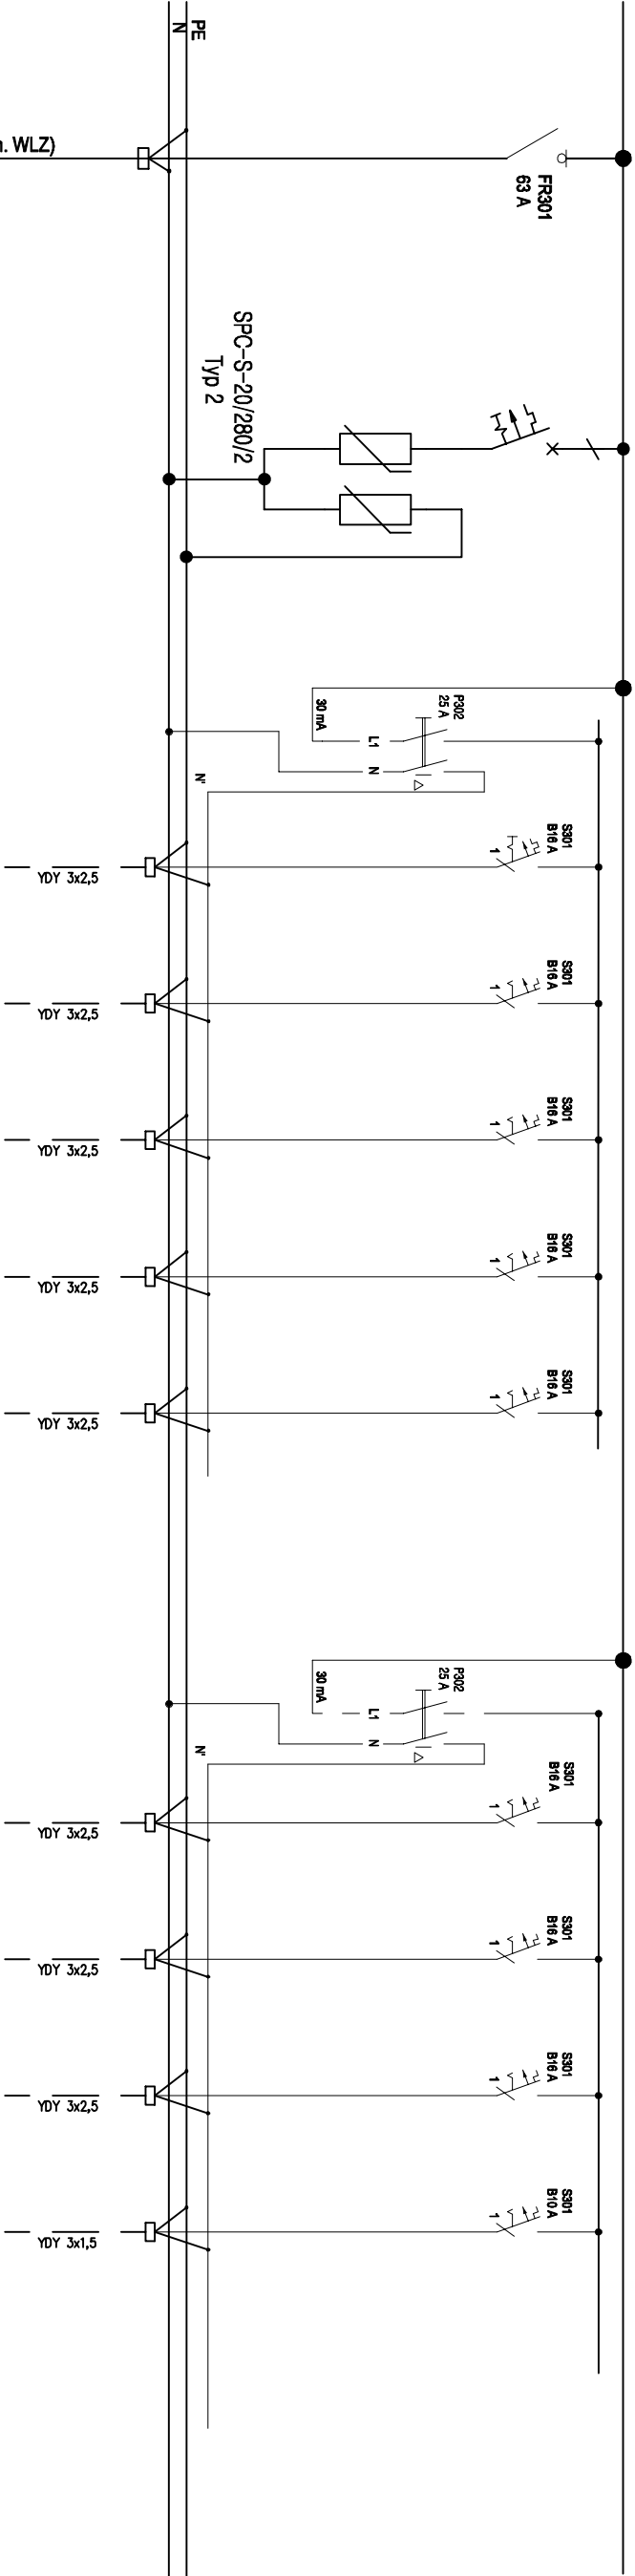 PE
N
n. WLZ)
FR301
63 A
SPC-S-20/280/2
Typ 2
P302
25 A
30 mA
L1
N
N'
S301
B16 A
1
YDY 3x2,5
S301
B16 A
1
YDY 3x2,5
S301
B16 A
1
YDY 3x2,5
S301
B16 A
1
YDY 3x2,5
S301
B16 A
1
YDY 3x2,5
P302
25 A
30 mA
L1
N
N'
S301
B16 A
1
YDY 3x2,5
S301
B16 A
1
YDY 3x2,5
S301
B16 A
1
YDY 3x2,5
S301
B10 A
1
YDY 3x1,5